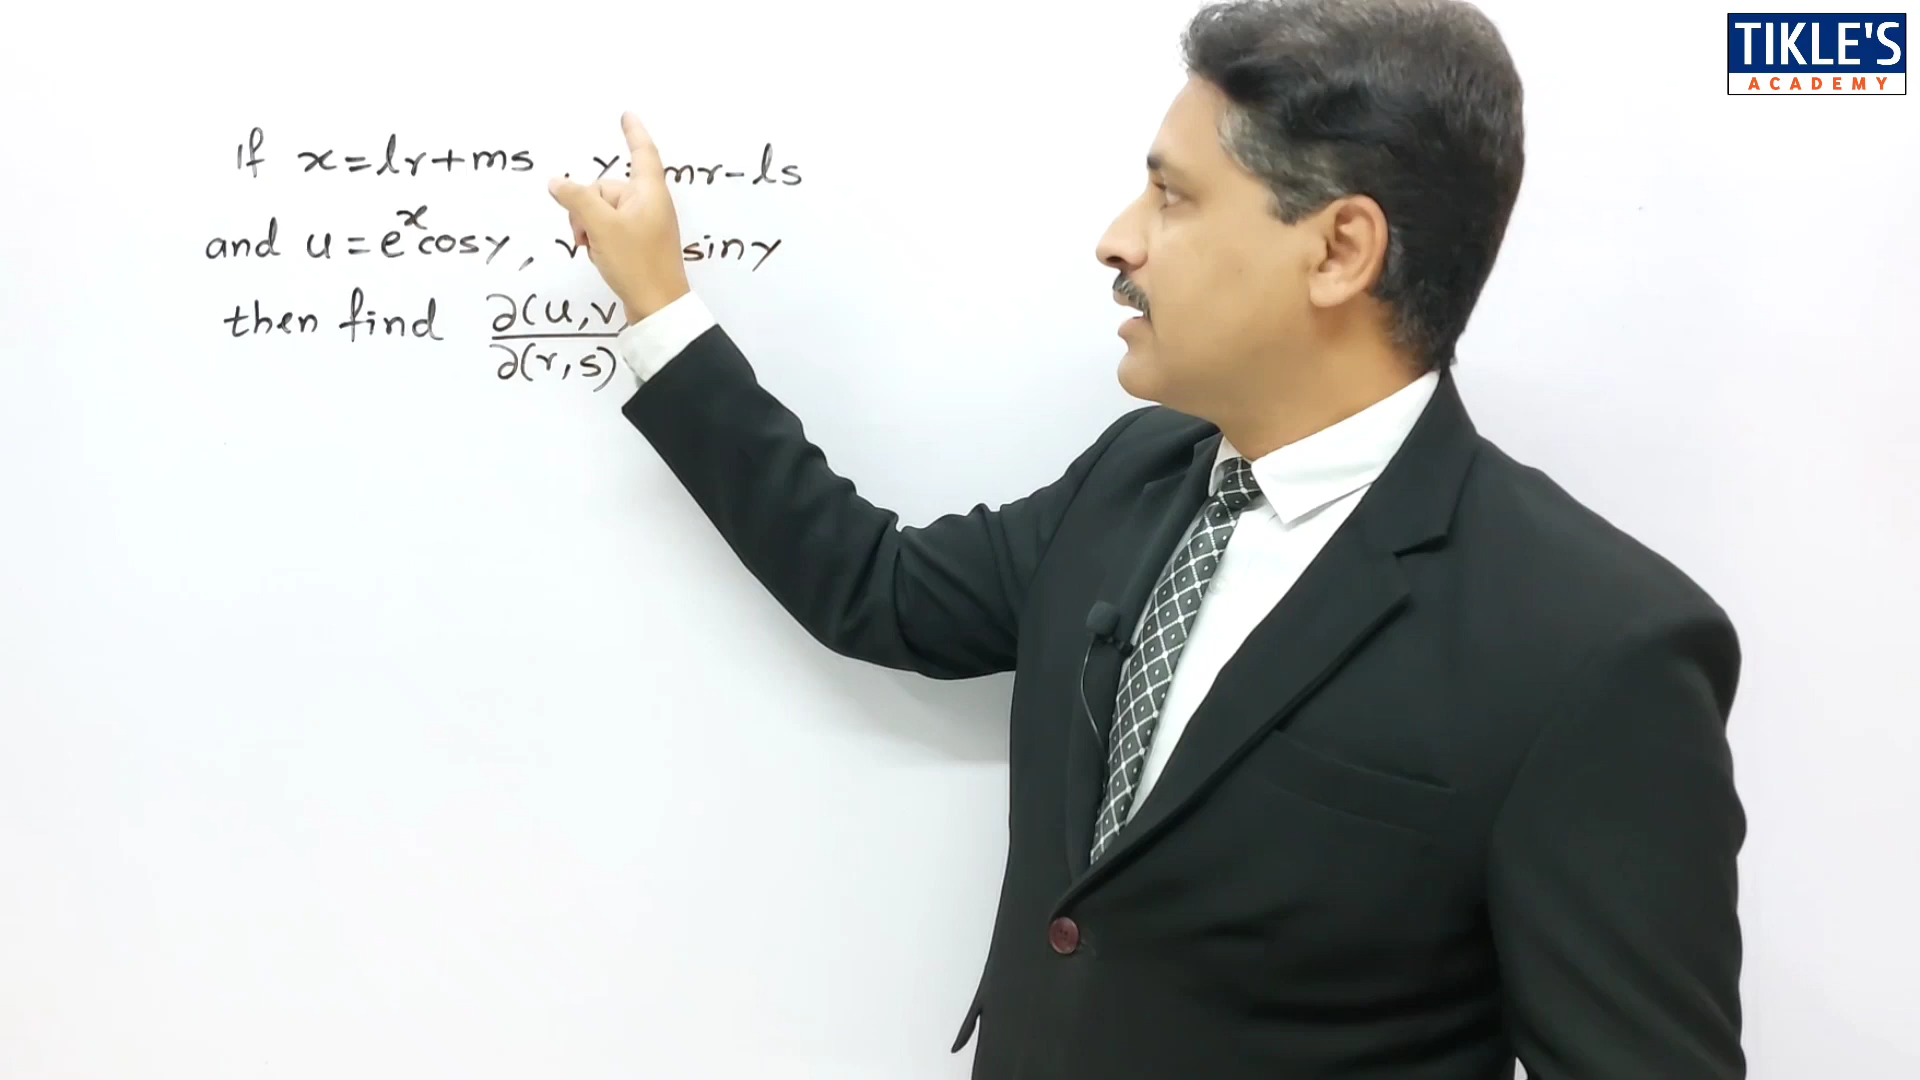 If x=lr+ms , y= mr-ls
and u=e^x cosy, v siny
then find ∂(u,v)/∂(r,s)
TIKLE'S
ACADEMY